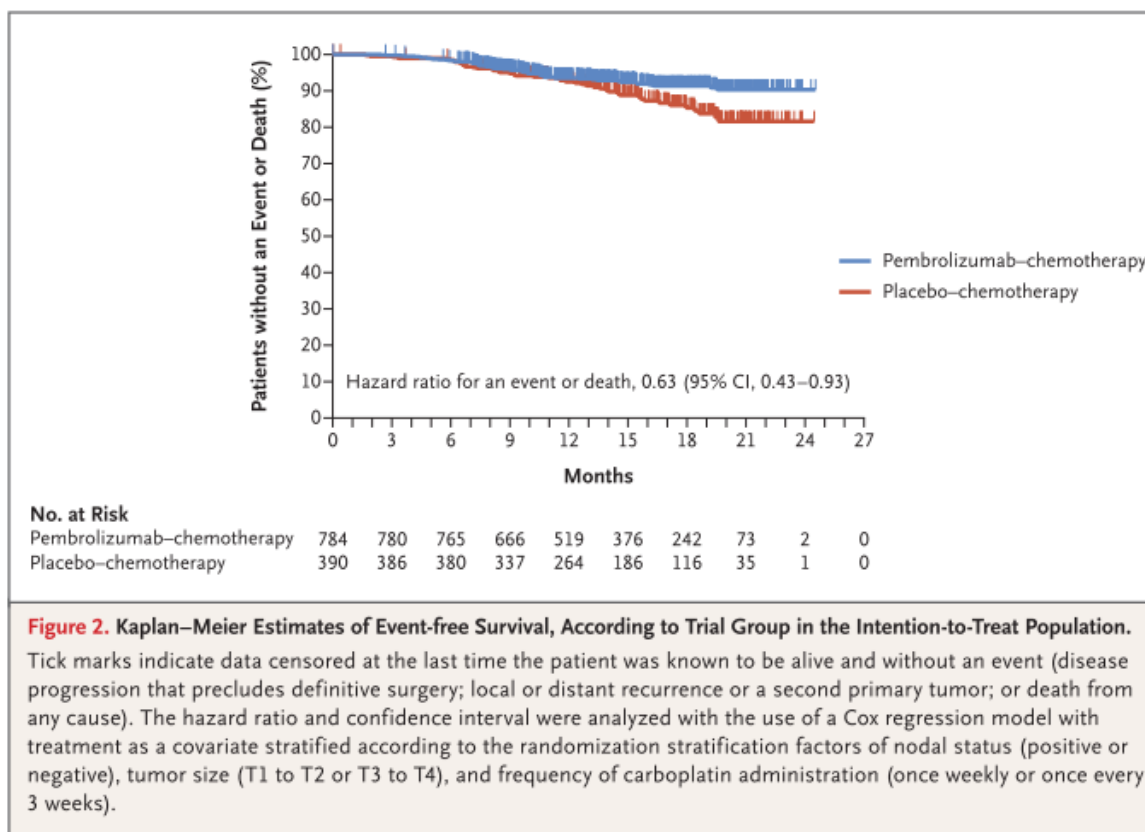 Patients without an Event or Death (%)
100
90
80
70
60
50
40
30
20
10
0
Hazard ratio for an event or death, 0.63 (95% CI, 0.43–0.93)
Pembrolizumab–chemotherapy
Placebo–chemotherapy
0 3 6 9 12 15 18 21 24 27
Months
No. at Risk
Pembrolizumab–chemotherapy 784 780 765 666 519 376 242 73 2 0
Placebo–chemotherapy 390 386 380 337 264 186 116 35 1 0
Figure 2. Kaplan–Meier Estimates of Event-free Survival, According to Trial Group in the Intention-to-Treat Population.
Tick marks indicate data censored at the last time the patient was known to be alive and without an event (disease
progression that precludes definitive surgery; local or distant recurrence or a second primary tumor; or death from
any cause). The hazard ratio and confidence interval were analyzed with the use of a Cox regression model with
treatment as a covariate stratified according to the randomization stratification factors of nodal status (positive or
negative), tumor size (T1 to T2 or T3 to T4), and frequency of carboplatin administration (once weekly or once every
3 weeks).